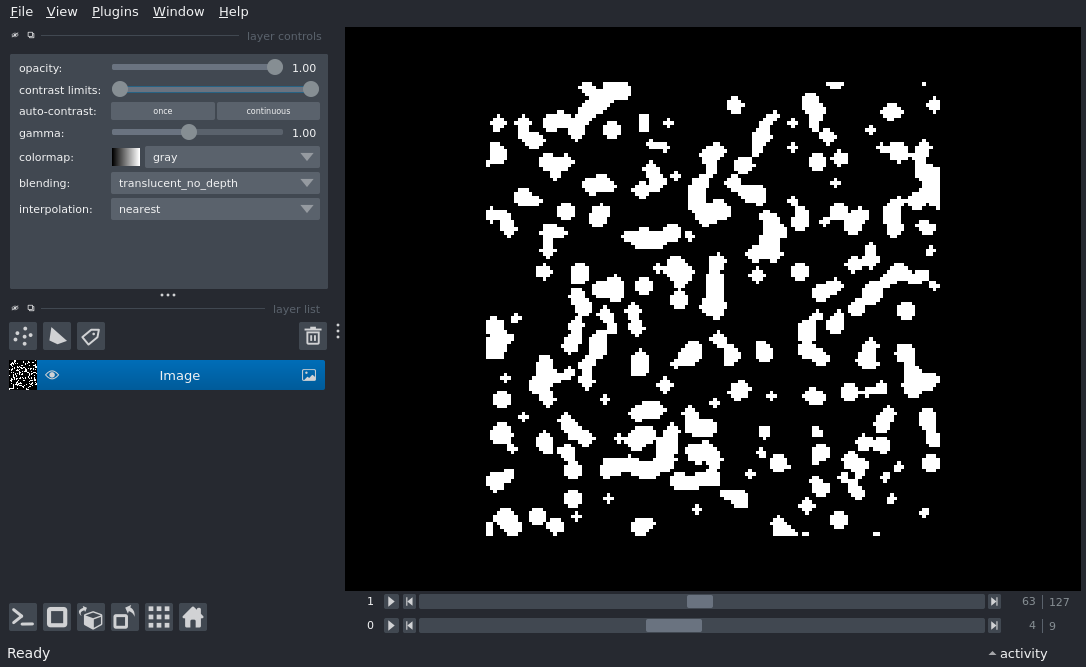 File View Plugins Window Help
layer controls
opacity: 1.00
contrast limits:
auto-contrast: once continuous
gamma: 1.00
colormap: gray
blending: translucent_no_depth
interpolation: nearest
layer list
Image
1 63 127
0 4 9
Ready activity